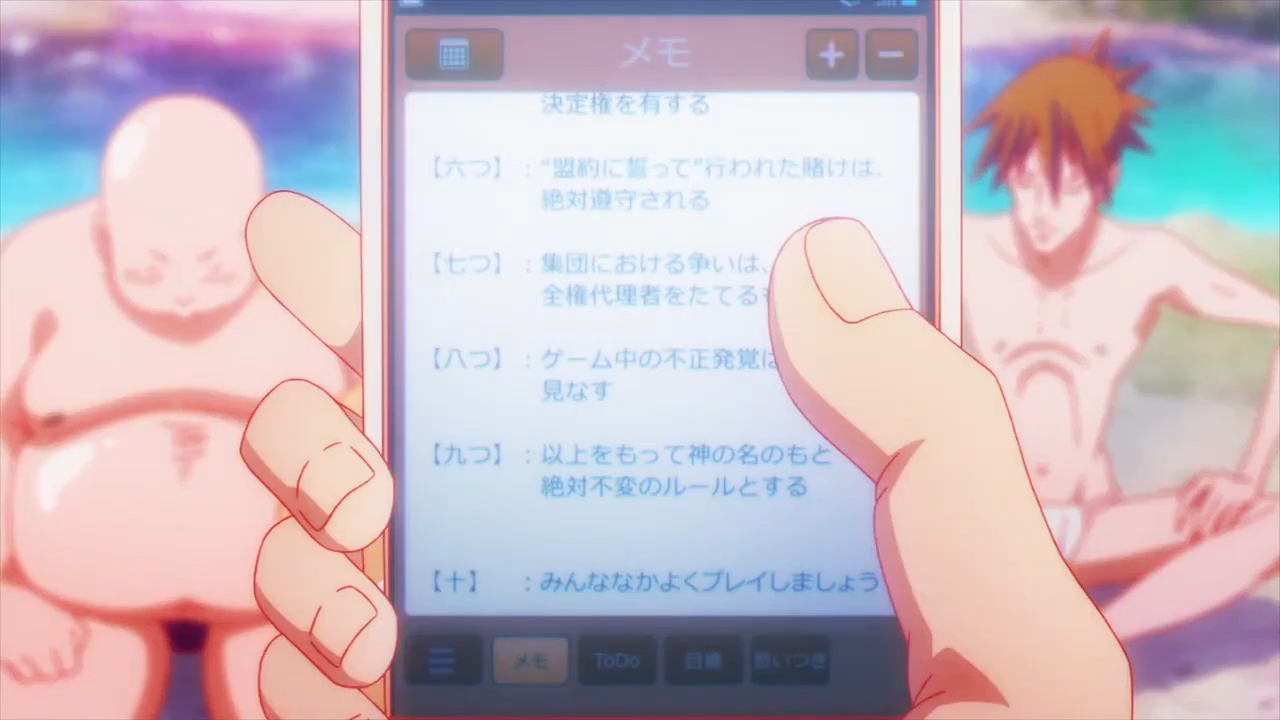 メモ
決定権を有する
【六つ】：“盟約に誓って”行われた賭けは、
絶対遵守される
【七つ】：集団における争いは、
全権代理者をたてる
【八つ】：ゲーム中の不正発覚は
見なす
【九つ】：以上をもって神の名のもと
絶対不変のルールとする
【十】：みんななかよくプレイしましょう
メモ ToDo 目標 思いつき